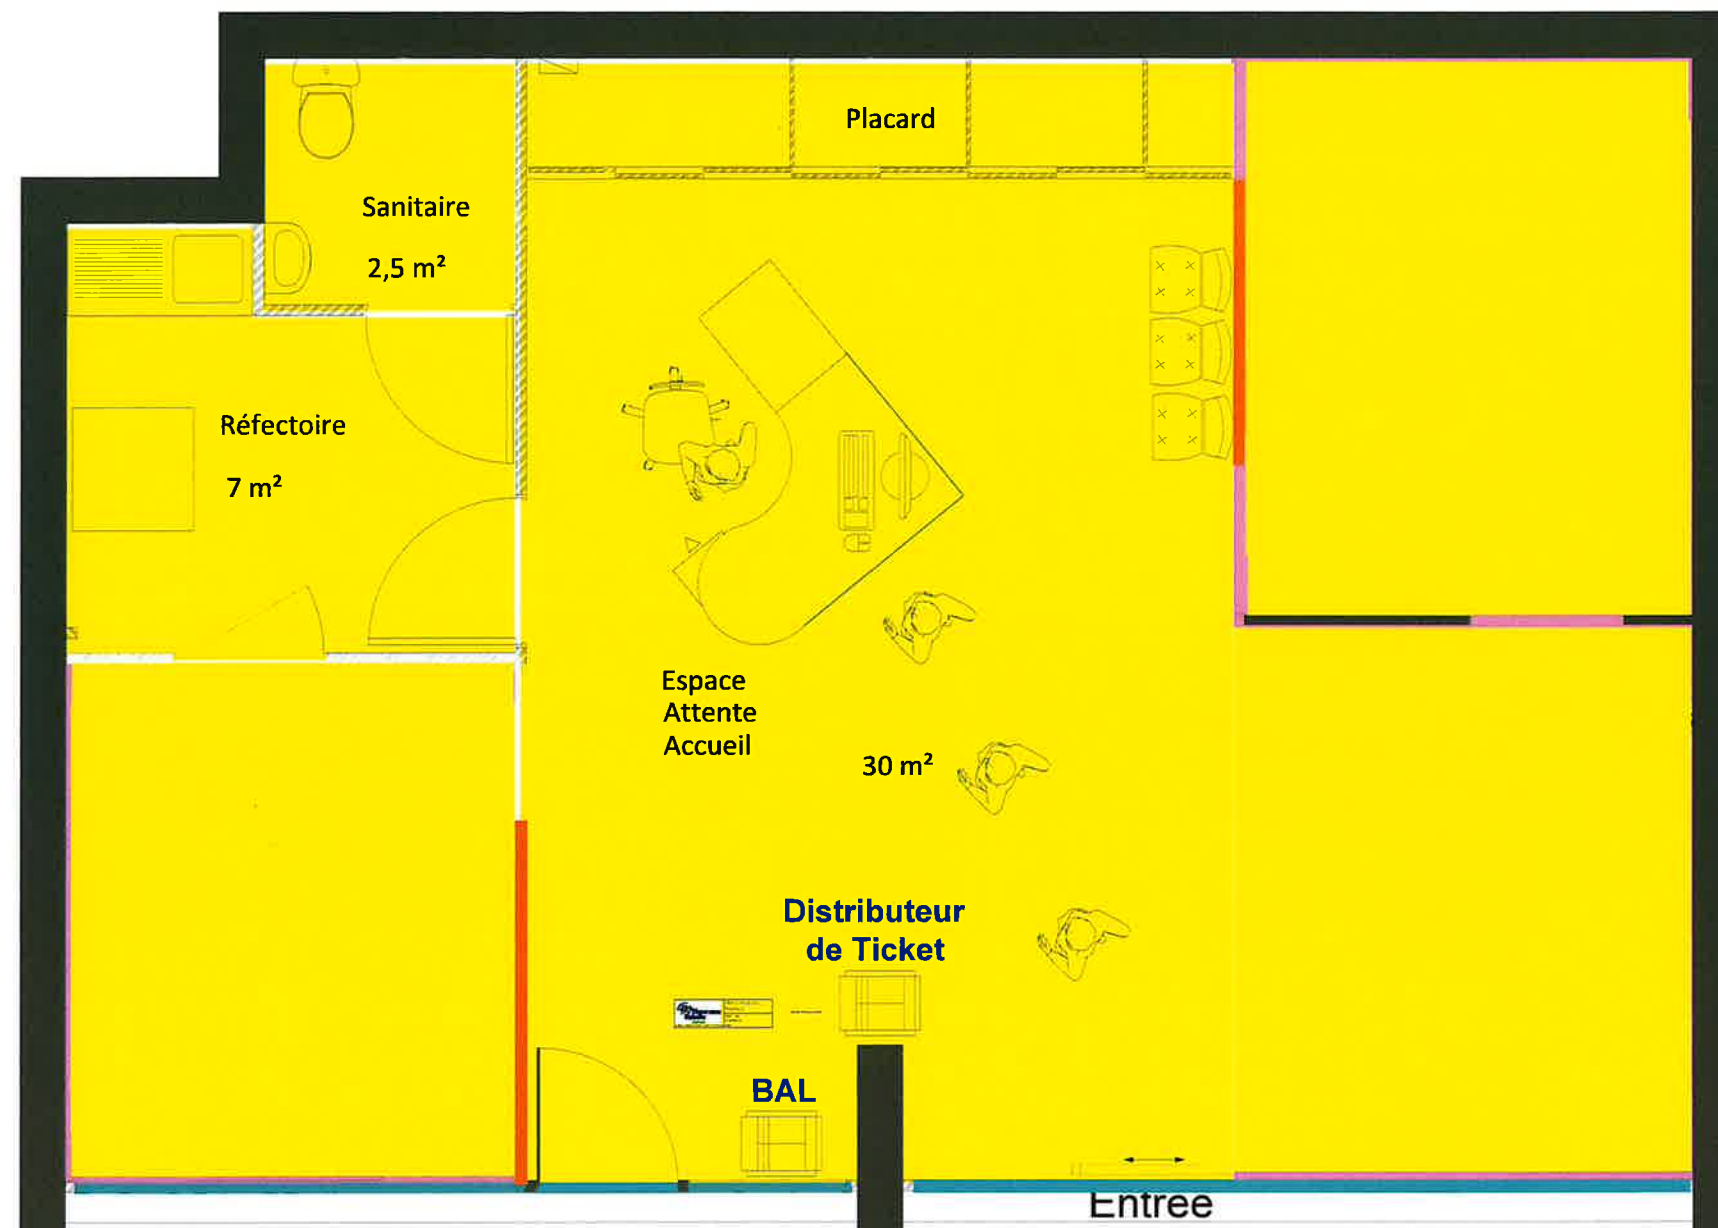 Placard
Sanitaire
2,5 m²
Réfectoire
7 m²
Espace
Attente
Accueil
30 m²
Distributeur
de Ticket
BAL
Entree